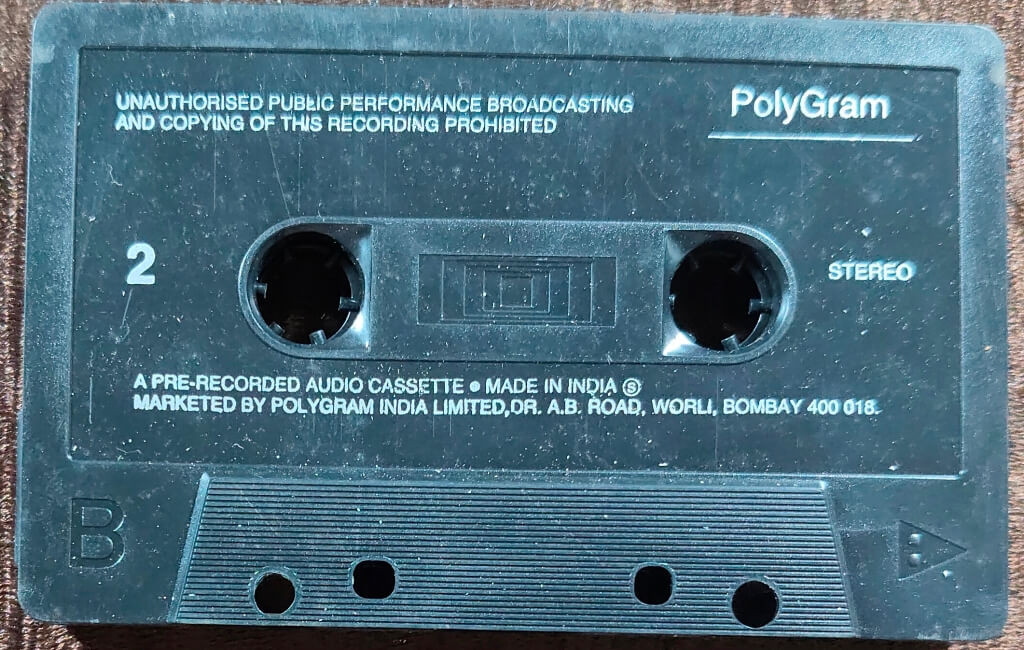 UNAUTHORISED PUBLIC PERFORMANCE BROADCASTING
AND COPYING OF THIS RECORDING PROHIBITED
PolyGram
2
STEREO
A PRE-RECORDED AUDIO CASSETTE ● MADE IN INDIA Ⓢ
MARKETED BY POLYGRAM INDIA LIMITED,DR. A.B. ROAD, WORLI, BOMBAY 400 018.
B